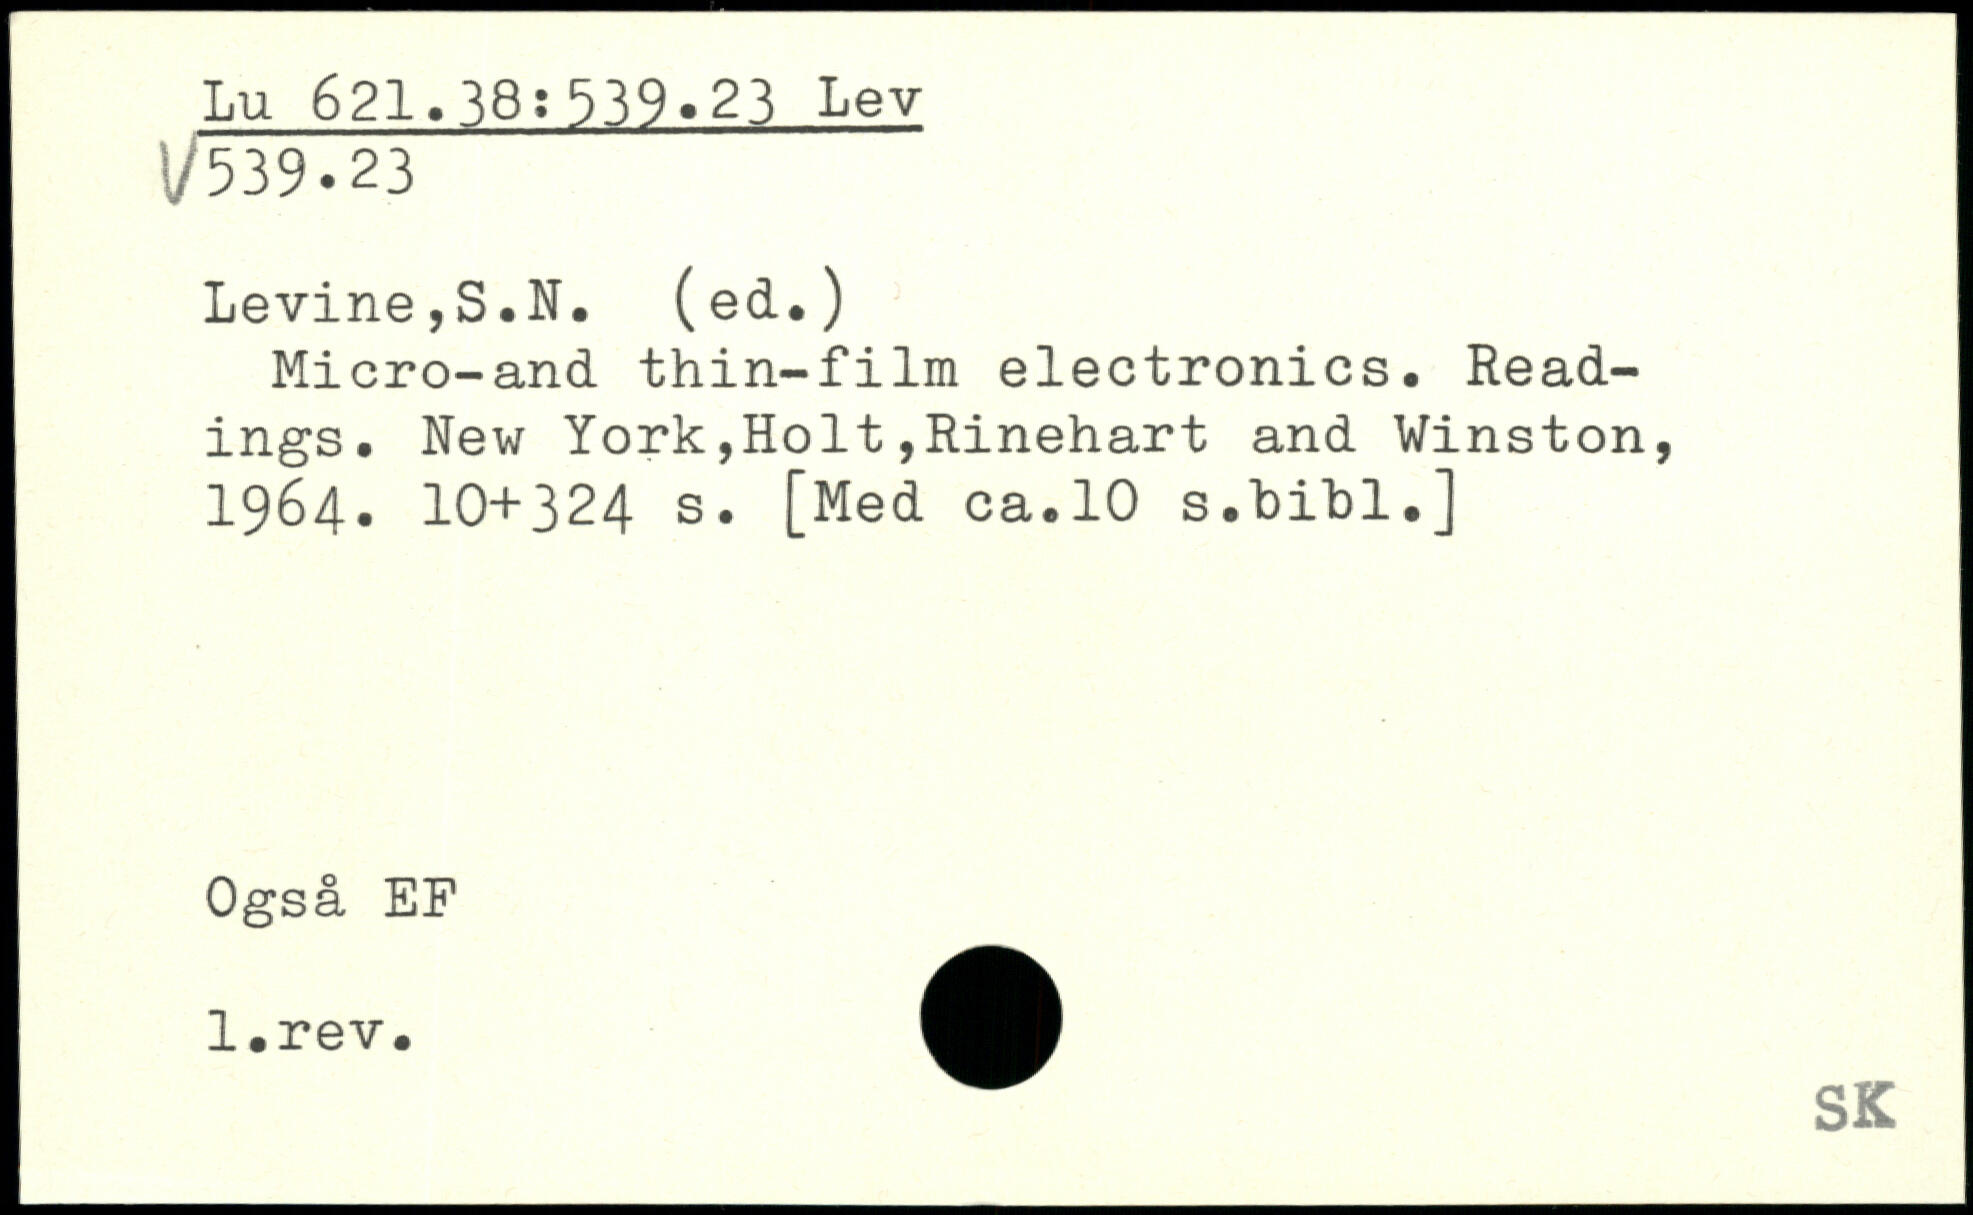 Lu 621.38:539.23 Lev
539.23
Levine,S.N. (ed.)
Micro-and thin-film electronics. Read-
ings. New York,Holt,Rinehart and Winston,
1964. 10+324 s. [Med ca.10 s.bibl.]
Også EF
1.rev.
SK